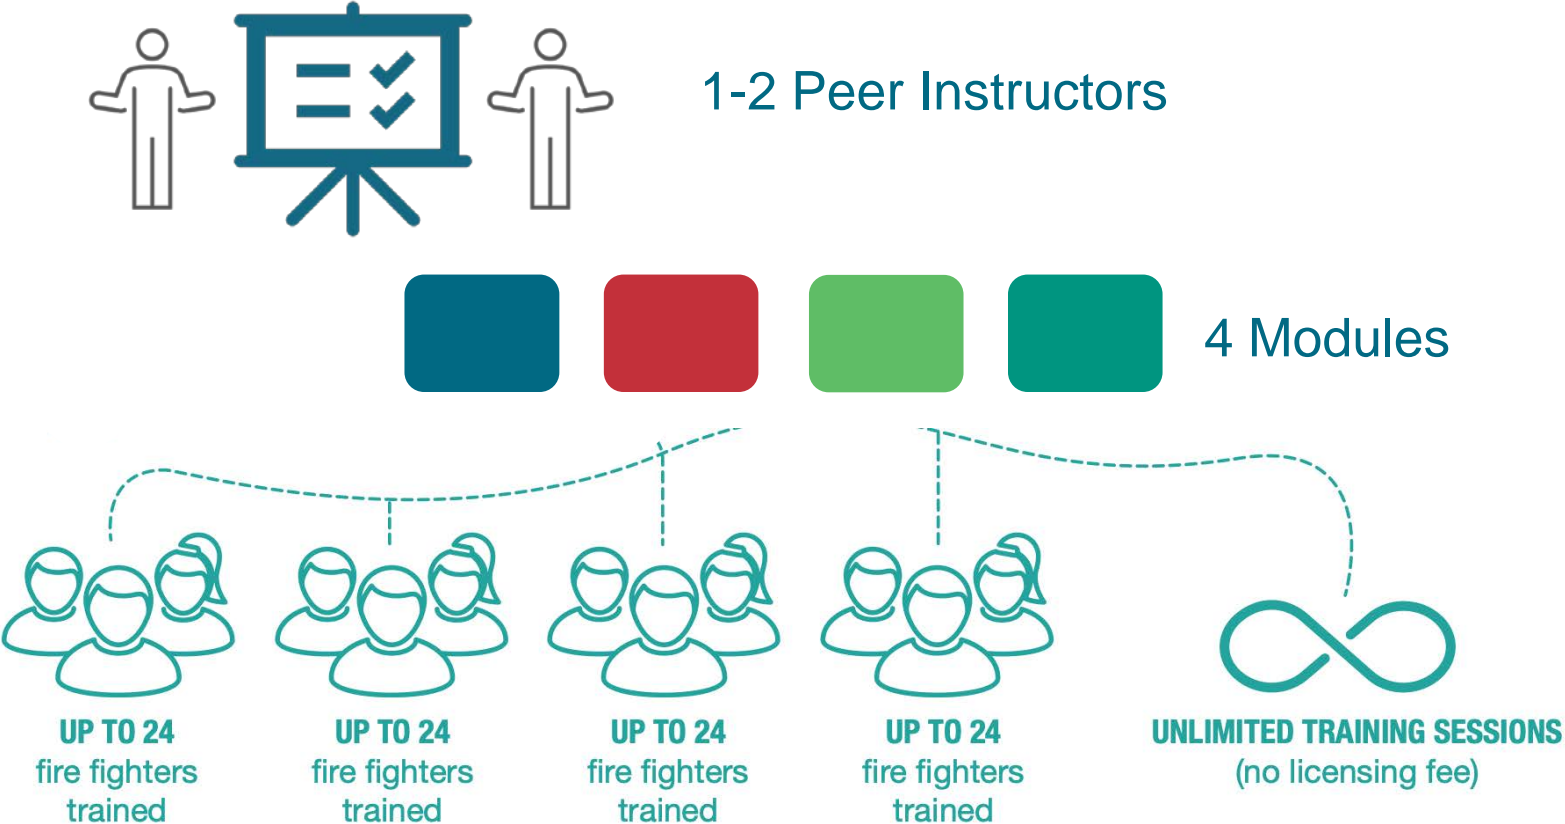 1-2 Peer Instructors
4 Modules
UP TO 24
fire fighters
trained
UP TO 24
fire fighters
trained
UP TO 24
fire fighters
trained
UP TO 24
fire fighters
trained
UNLIMITED TRAINING SESSIONS
(no licensing fee)